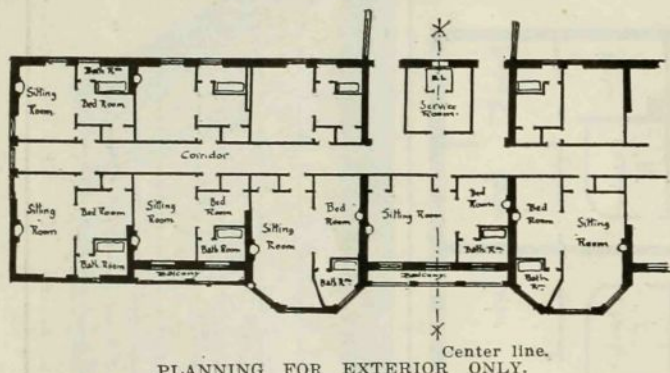 Bath Rm
Sitting
Room
Bed Room
B.L.
Service
Room
Corridor
Sitting
Room
Bed Room
Bath Room
Sitting
Room
Bed
Room
Bath Room
Balcony
Sitting
Room
Bed
Room
Bath Rm
Sitting Room
Bed
Room
Bath Rm
Balcony
Bed
Room
Bath
Rm
Sitting
Room
Center line.
PLANNING FOR EXTERIOR ONLY.